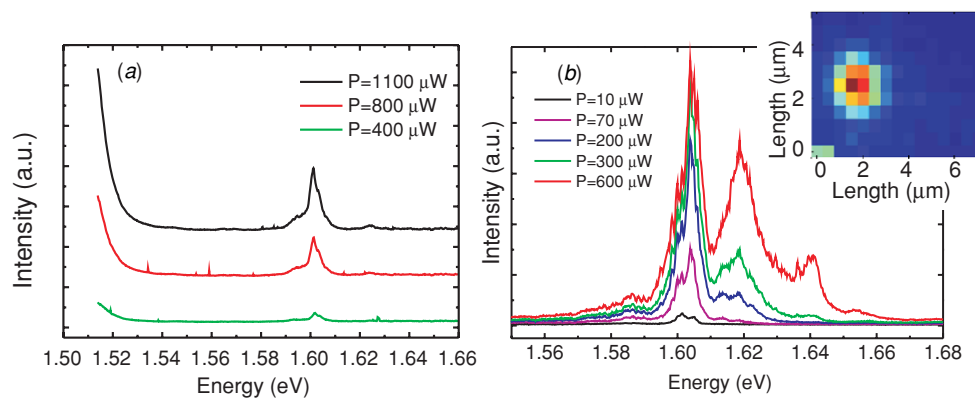 (a)
P=1100 μW
P=800 μW
P=400 μW
Intensity (a.u.)
1.50 1.52 1.54 1.56 1.58 1.60 1.62 1.64 1.66
Energy (eV)
(b)
P=10 μW
P=70 μW
P=200 μW
P=300 μW
P=600 μW
Intensity (a.u.)
1.56 1.58 1.60 1.62 1.64 1.66 1.68
Energy (eV)
Length (μm)
4
2
0
0 2 4 6
Length (μm)